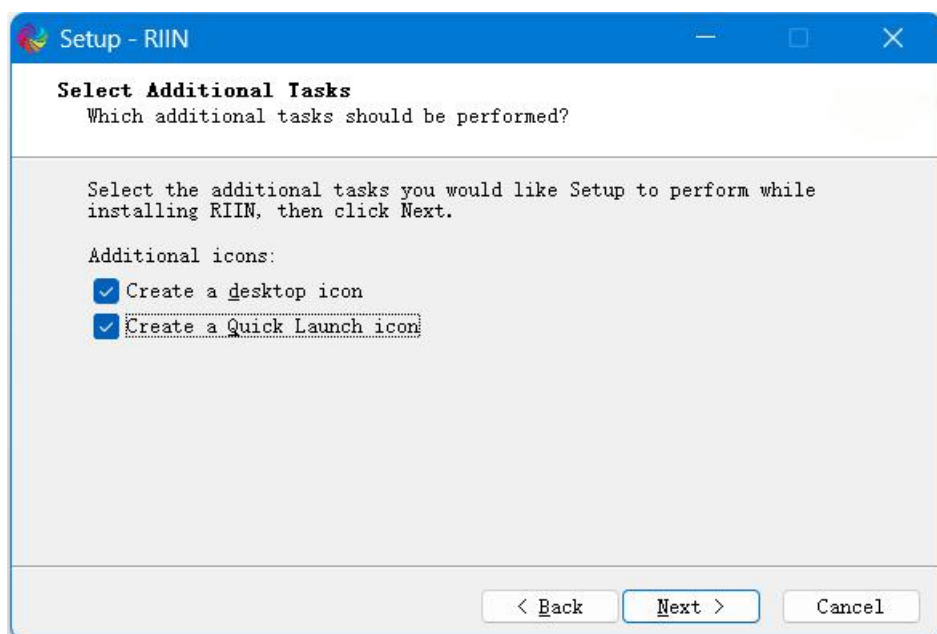 Setup - RIIN
Select Additional Tasks
Which additional tasks should be performed?
Select the additional tasks you would like Setup to perform while
installing RIIN, then click Next.
Additional icons:
Create a desktop icon
Create a Quick Launch icon
< Back
Next >
Cancel